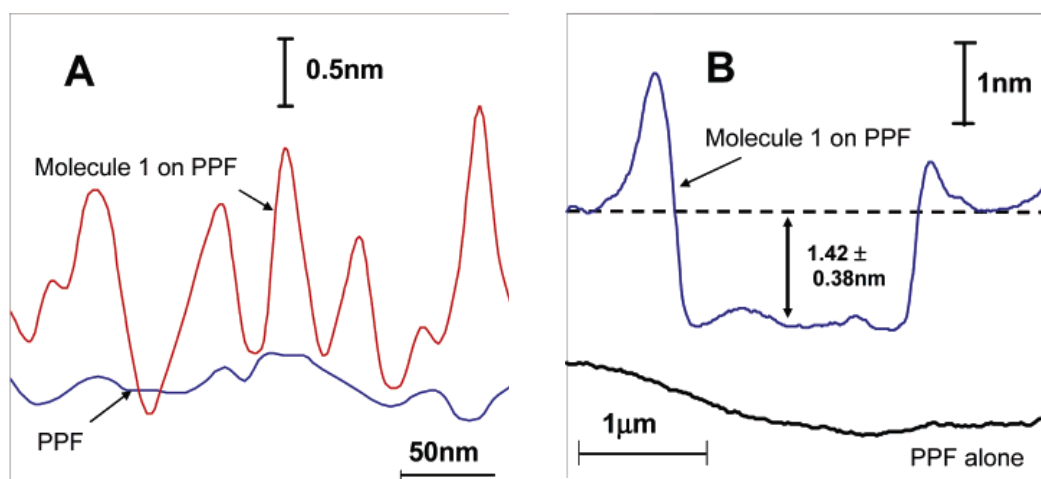 A
0.5nm
Molecule 1 on PPF
PPF
50nm
B
1nm
Molecule 1 on PPF
1.42 ±
0.38nm
1μm
PPF alone